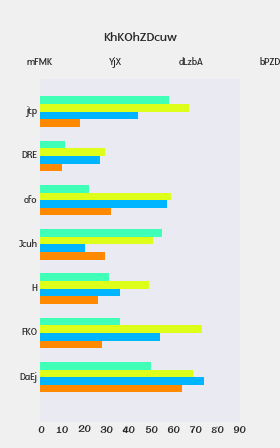 KhKOhZDcuw
mFMK YjX dLzbA bPZD
jtp
DRE
ofo
Jcuh
H
FKO
DaEj
0 10 20 30 40 50 60 70 80 90